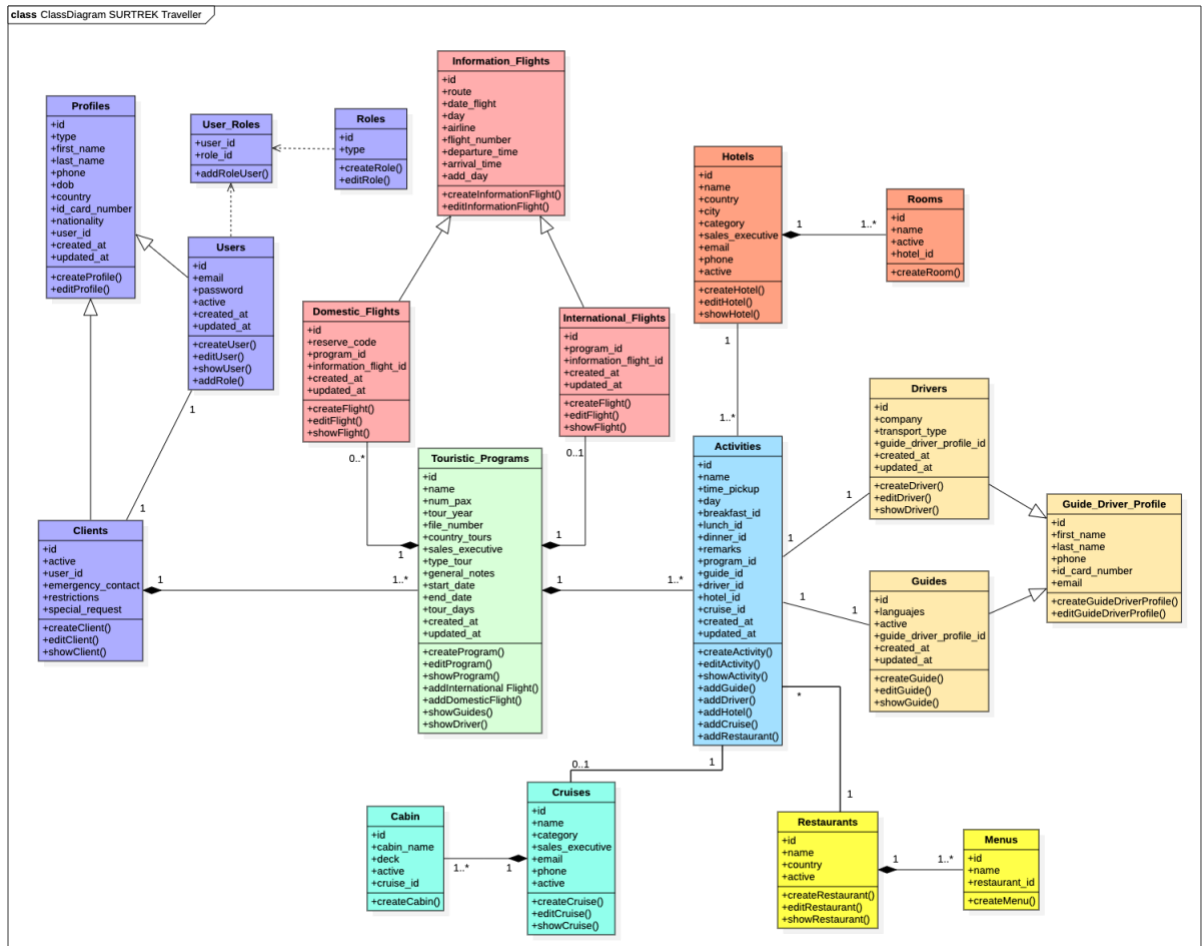 class ClassDiagram SURTREK Traveller
Information_Flights
+id
+route
+date_flight
+day
+airline
+flight_number
+departure_time
+arrival_time
+add_day
+createInformationFlight()
+editInformationFlight()
Profiles
+id
+type
+first_name
+last_name
+phone
+dob
+country
+id_card_number
+nationality
+user_id
+created_at
+updated_at
+createProfile()
+editProfile()
User_Roles
+user_id
+role_id
+addRoleUser()
Roles
+id
+type
+createRole()
+editRole()
Users
+id
+email
+password
+active
+created_at
+updated_at
+createUser()
+editUser()
+showUser()
+addRole()
1
1
Hotels
+id
+name
+country
+city
+category
+sales_executive
+email
+phone
+active
+createHotel()
+editHotel()
+showHotel()
1
1..*
Rooms
+id
+name
+active
+hotel_id
+createRoom()
1
1..*
Domestic_Flights
+id
+reserve_code
+program_id
+information_flight_id
+created_at
+updated_at
+createFlight()
+editFlight()
+showFlight()
0..*
1
International_Flights
+id
+program_id
+information_flight_id
+created_at
+updated_at
+createFlight()
+editFlight()
+showFlight()
0..1
1
Drivers
+id
+company
+transport_type
+guide_driver_profile_id
+created_at
+updated_at
+createDriver()
+editDriver()
+showDriver()
1
1
Touristic_Programs
+id
+name
+num_pax
+tour_year
+file_number
+country_tours
+sales_executive
+type_tour
+general_notes
+start_date
+end_date
+tour_days
+created_at
+updated_at
+createProgram()
+editProgram()
+showProgram()
+addInternational Flight()
+addDomesticFlight()
+showGuides()
+showDriver()
1
1..*
Activities
+id
+name
+time_pickup
+day
+breakfast_id
+lunch_id
+dinner_id
+remarks
+program_id
+guide_id
+driver_id
+hotel_id
+cruise_id
+created_at
+updated_at
+createActivity()
+editActivity()
+showActivity()
+addGuide()
+addDriver()
+addHotel()
+addCruise()
+addRestaurant()
Guide_Driver_Profile
+id
+first_name
+last_name
+phone
+id_card_number
+email
+createGuideDriverProfile()
+editGuideDriverProfile()
Clients
+id
+active
+user_id
+emergency_contact
+restrictions
+special_request
+createClient()
+editClient()
+showClient()
1
1..*
Guides
+id
+languajes
+active
+guide_driver_profile_id
+created_at
+updated_at
+createGuide()
+editGuide()
+showGuide()
1
1
*
1
0..1
1
Cruises
+id
+name
+category
+sales_executive
+email
+phone
+active
+createCruise()
+editCruise()
+showCruise()
Cabin
+id
+cabin_name
+deck
+active
+cruise_id
+createCabin()
1..*
1
Restaurants
+id
+name
+country
+active
+createRestaurant()
+editRestaurant()
+showRestaurant()
1
1..*
Menus
+id
+name
+restaurant_id
+createMenu()